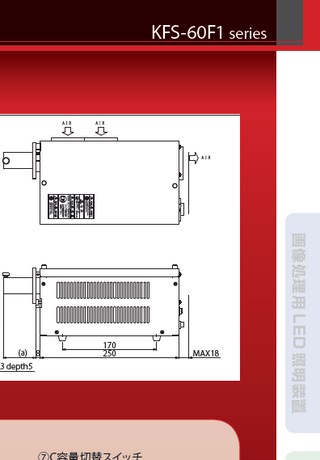 KFS-60F1 series
AIR
AIR
AIR
画像処理用 LED 照明装置
170
(a)
8
250
MAX18
3 depth5
⑦C容量切替スイッチ